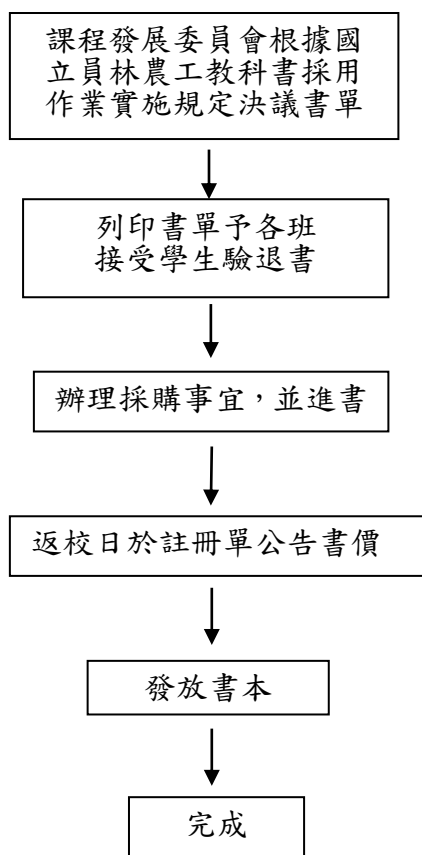 課程發展委員會根據國
立員林農工教科書採用
作業實施規定決議書單
列印書單予各班
接受學生驗退書
辦理採購事宜，並進書
返校日於註冊單公告書價
發放書本
完成